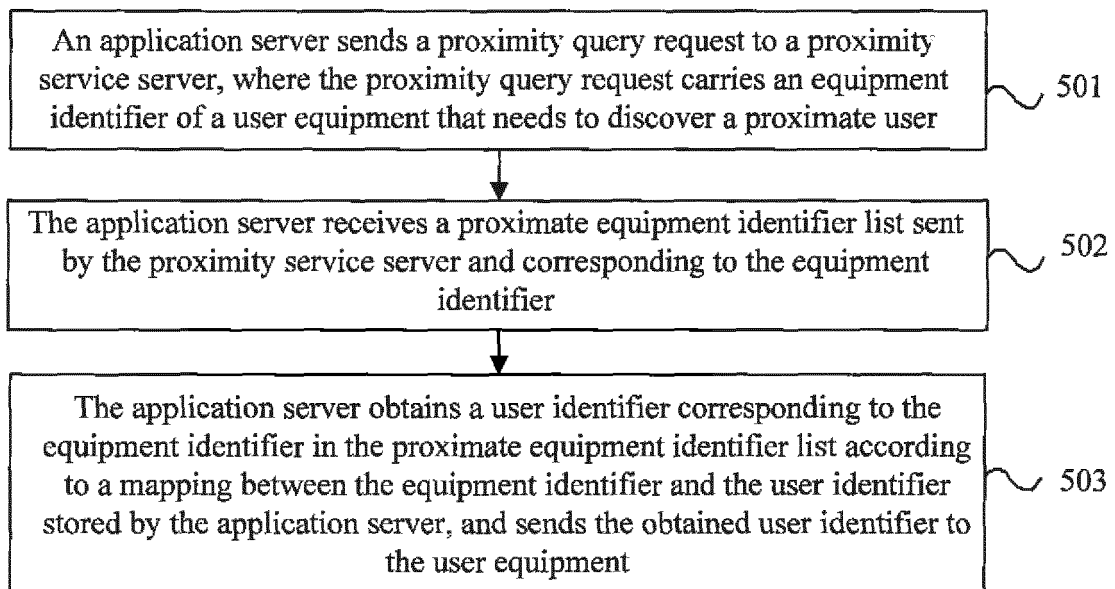 An application server sends a proximity query request to a proximity
service server, where the proximity query request carries an equipment
identifier of a user equipment that needs to discover a proximate user
501
The application server receives a proximate equipment identifier list sent
by the proximity service server and corresponding to the equipment
identifier
502
The application server obtains a user identifier corresponding to the
equipment identifier in the proximate equipment identifier list according
to a mapping between the equipment identifier and the user identifier
stored by the application server, and sends the obtained user identifier to
the user equipment
503